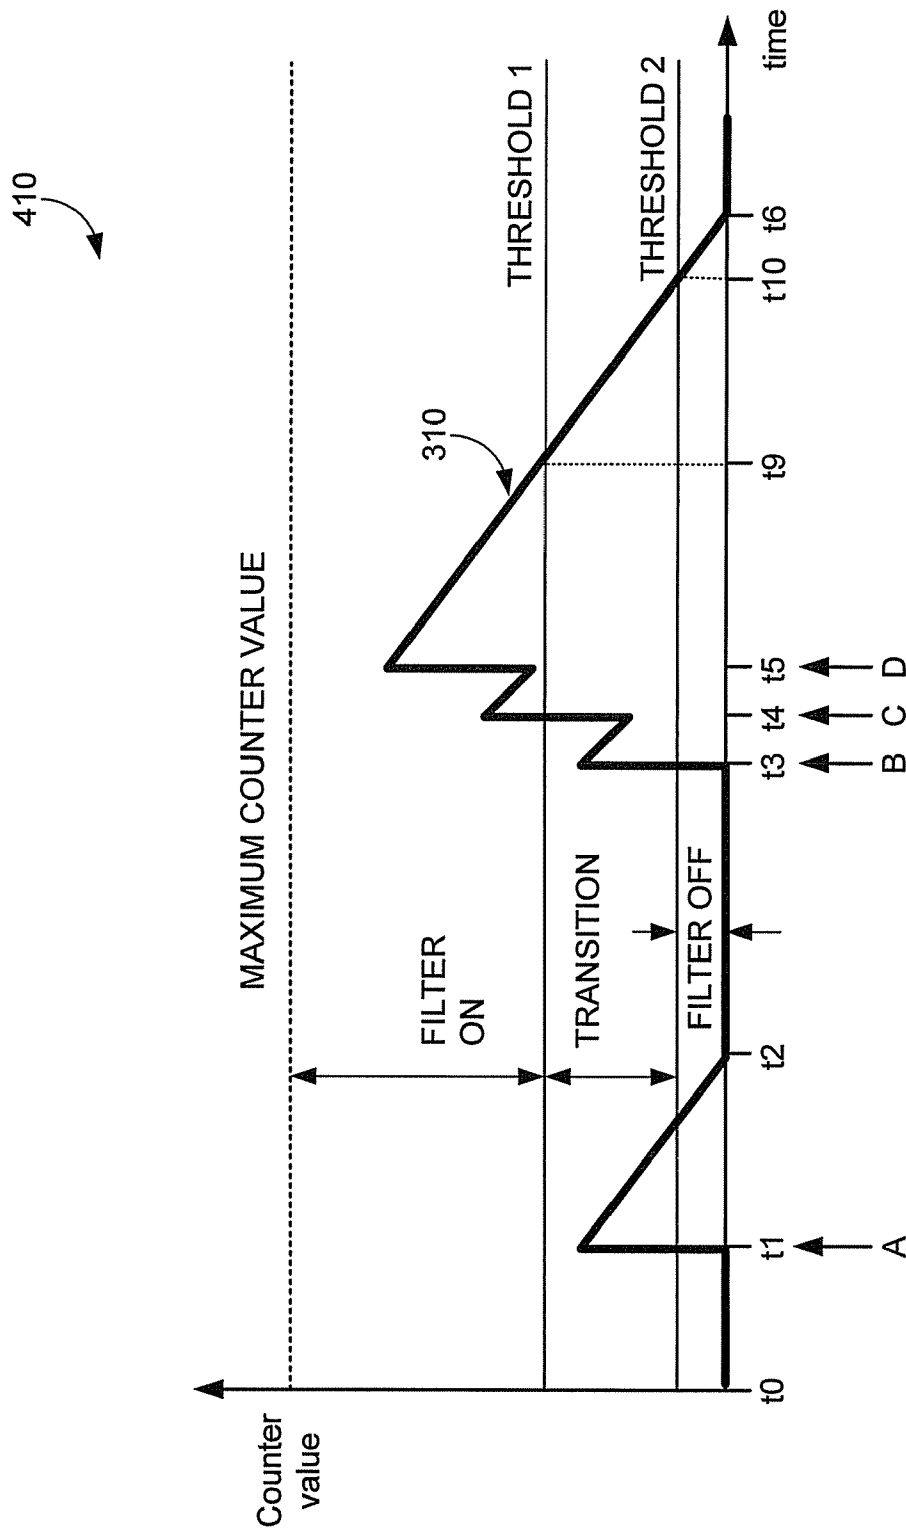 410
Counter
value
MAXIMUM COUNTER VALUE
FILTER
ON
310
THRESHOLD 1
TRANSITION
THRESHOLD 2
FILTER OFF
t0
t1
t2
t3
t4
t5
t9
t10
t6
time
A
B
C
D